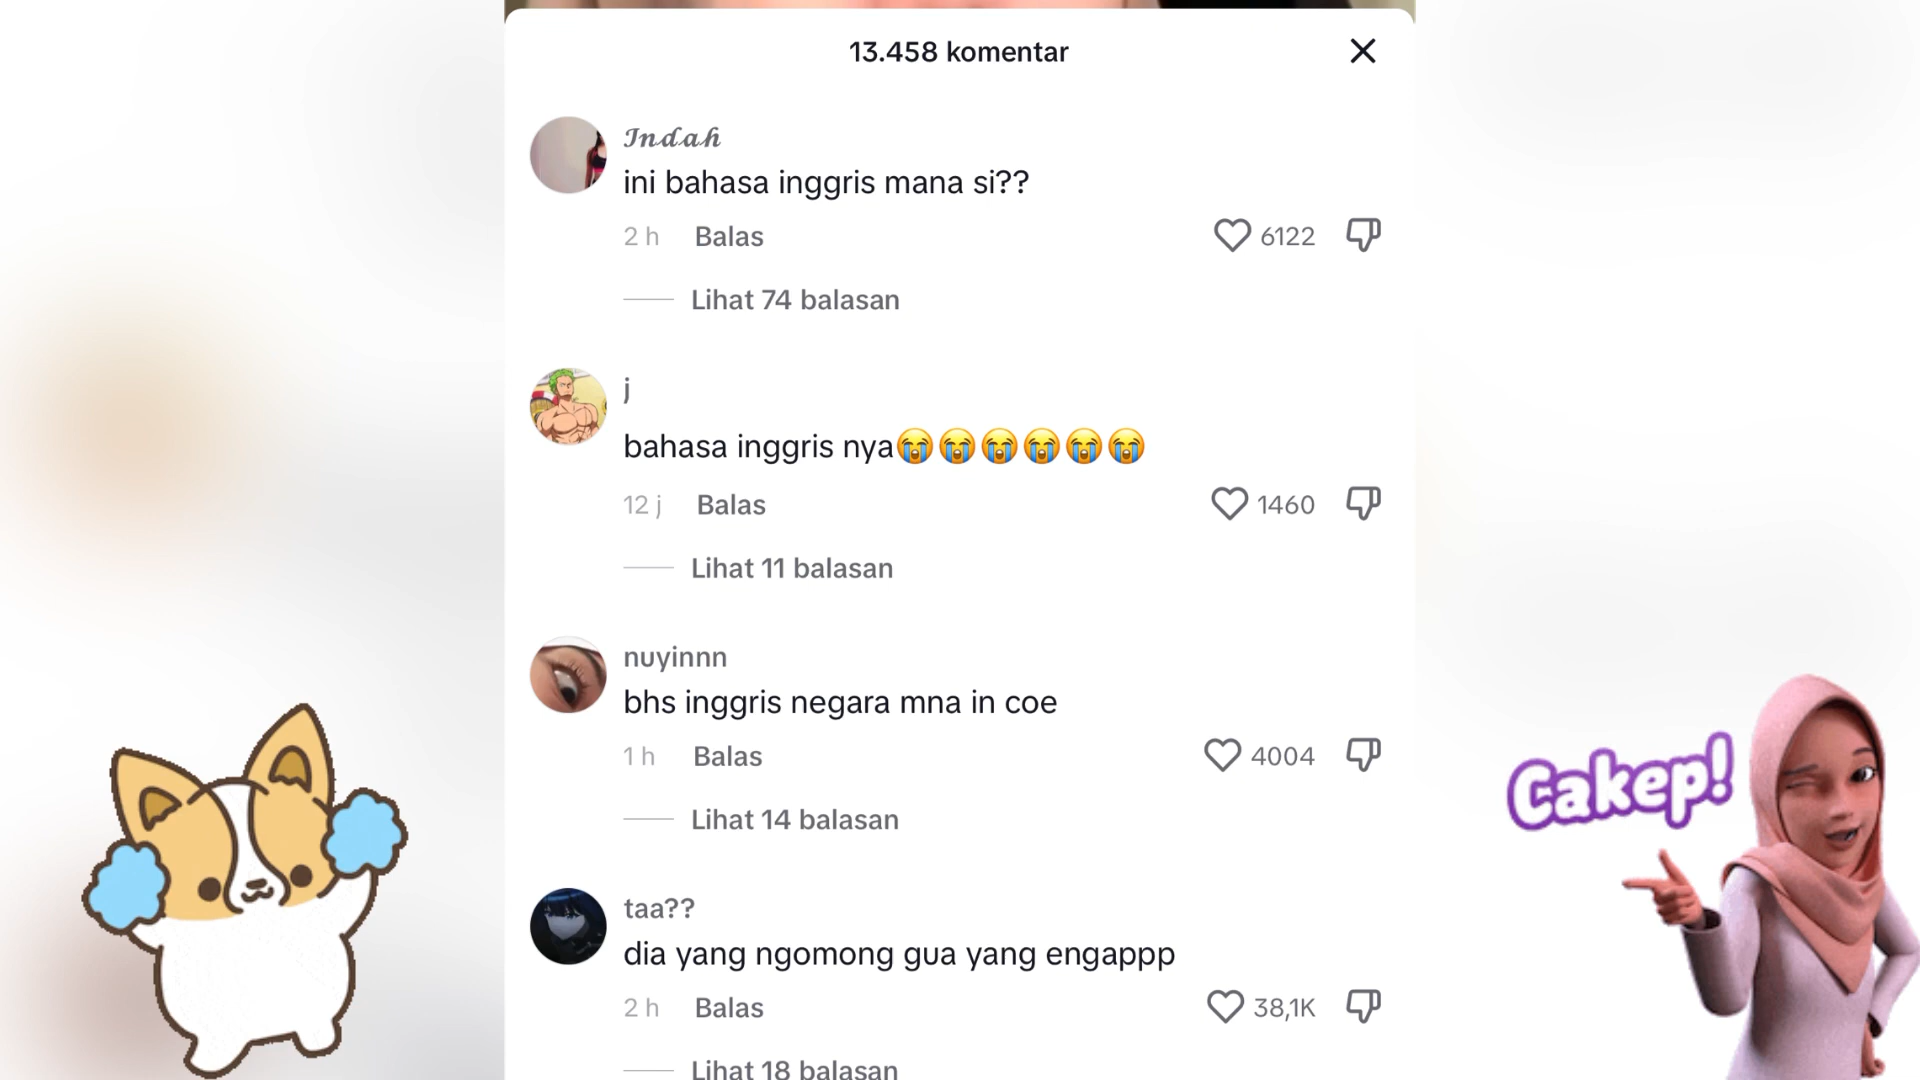 13.458 komentar
𝓘𝓷𝓭𝓪𝓱
ini bahasa inggris mana si??
2 h Balas 6122
Lihat 74 balasan
j
bahasa inggris nya😭😭😭😭😭😭
12 j Balas 1460
Lihat 11 balasan
nuyinnn
bhs inggris negara mna in coe
1 h Balas 4004
Lihat 14 balasan
Cakep!
taa??
dia yang ngomong gua yang engappp
2 h Balas 38,1K
Lihat 18 balasan